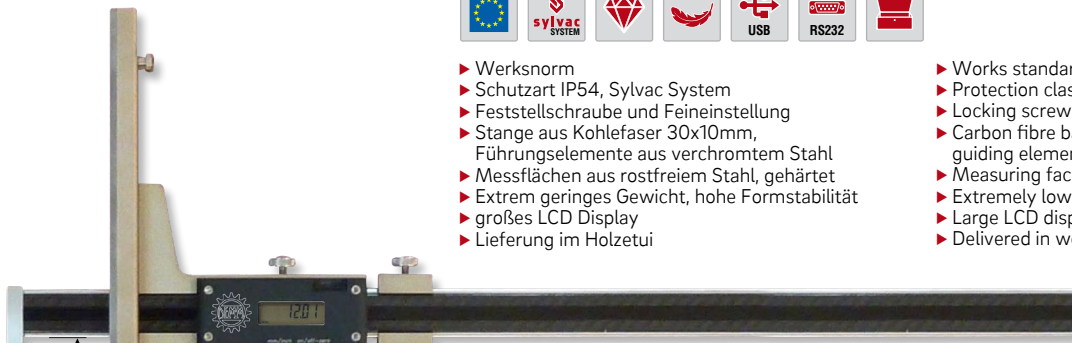 sylvac
SYSTEM
USB
RS232
▶ Werksnorm
▶ Schutzart IP54, Sylvac System
▶ Feststellschraube und Feineinstellung
▶ Stange aus Kohlefaser 30x10mm,
Führungselemente aus verchromtem Stahl
▶ Messflächen aus rostfreiem Stahl, gehärtet
▶ Extrem geringes Gewicht, hohe Formstabilität
▶ großes LCD Display
▶ Lieferung im Holzetui
▶ Works standar
▶ Protection clas
▶ Locking screw
▶ Carbon fibre ba
guiding elemen
▶ Measuring fac
▶ Extremely low
▶ Large LCD disp
▶ Delivered in w
12.01